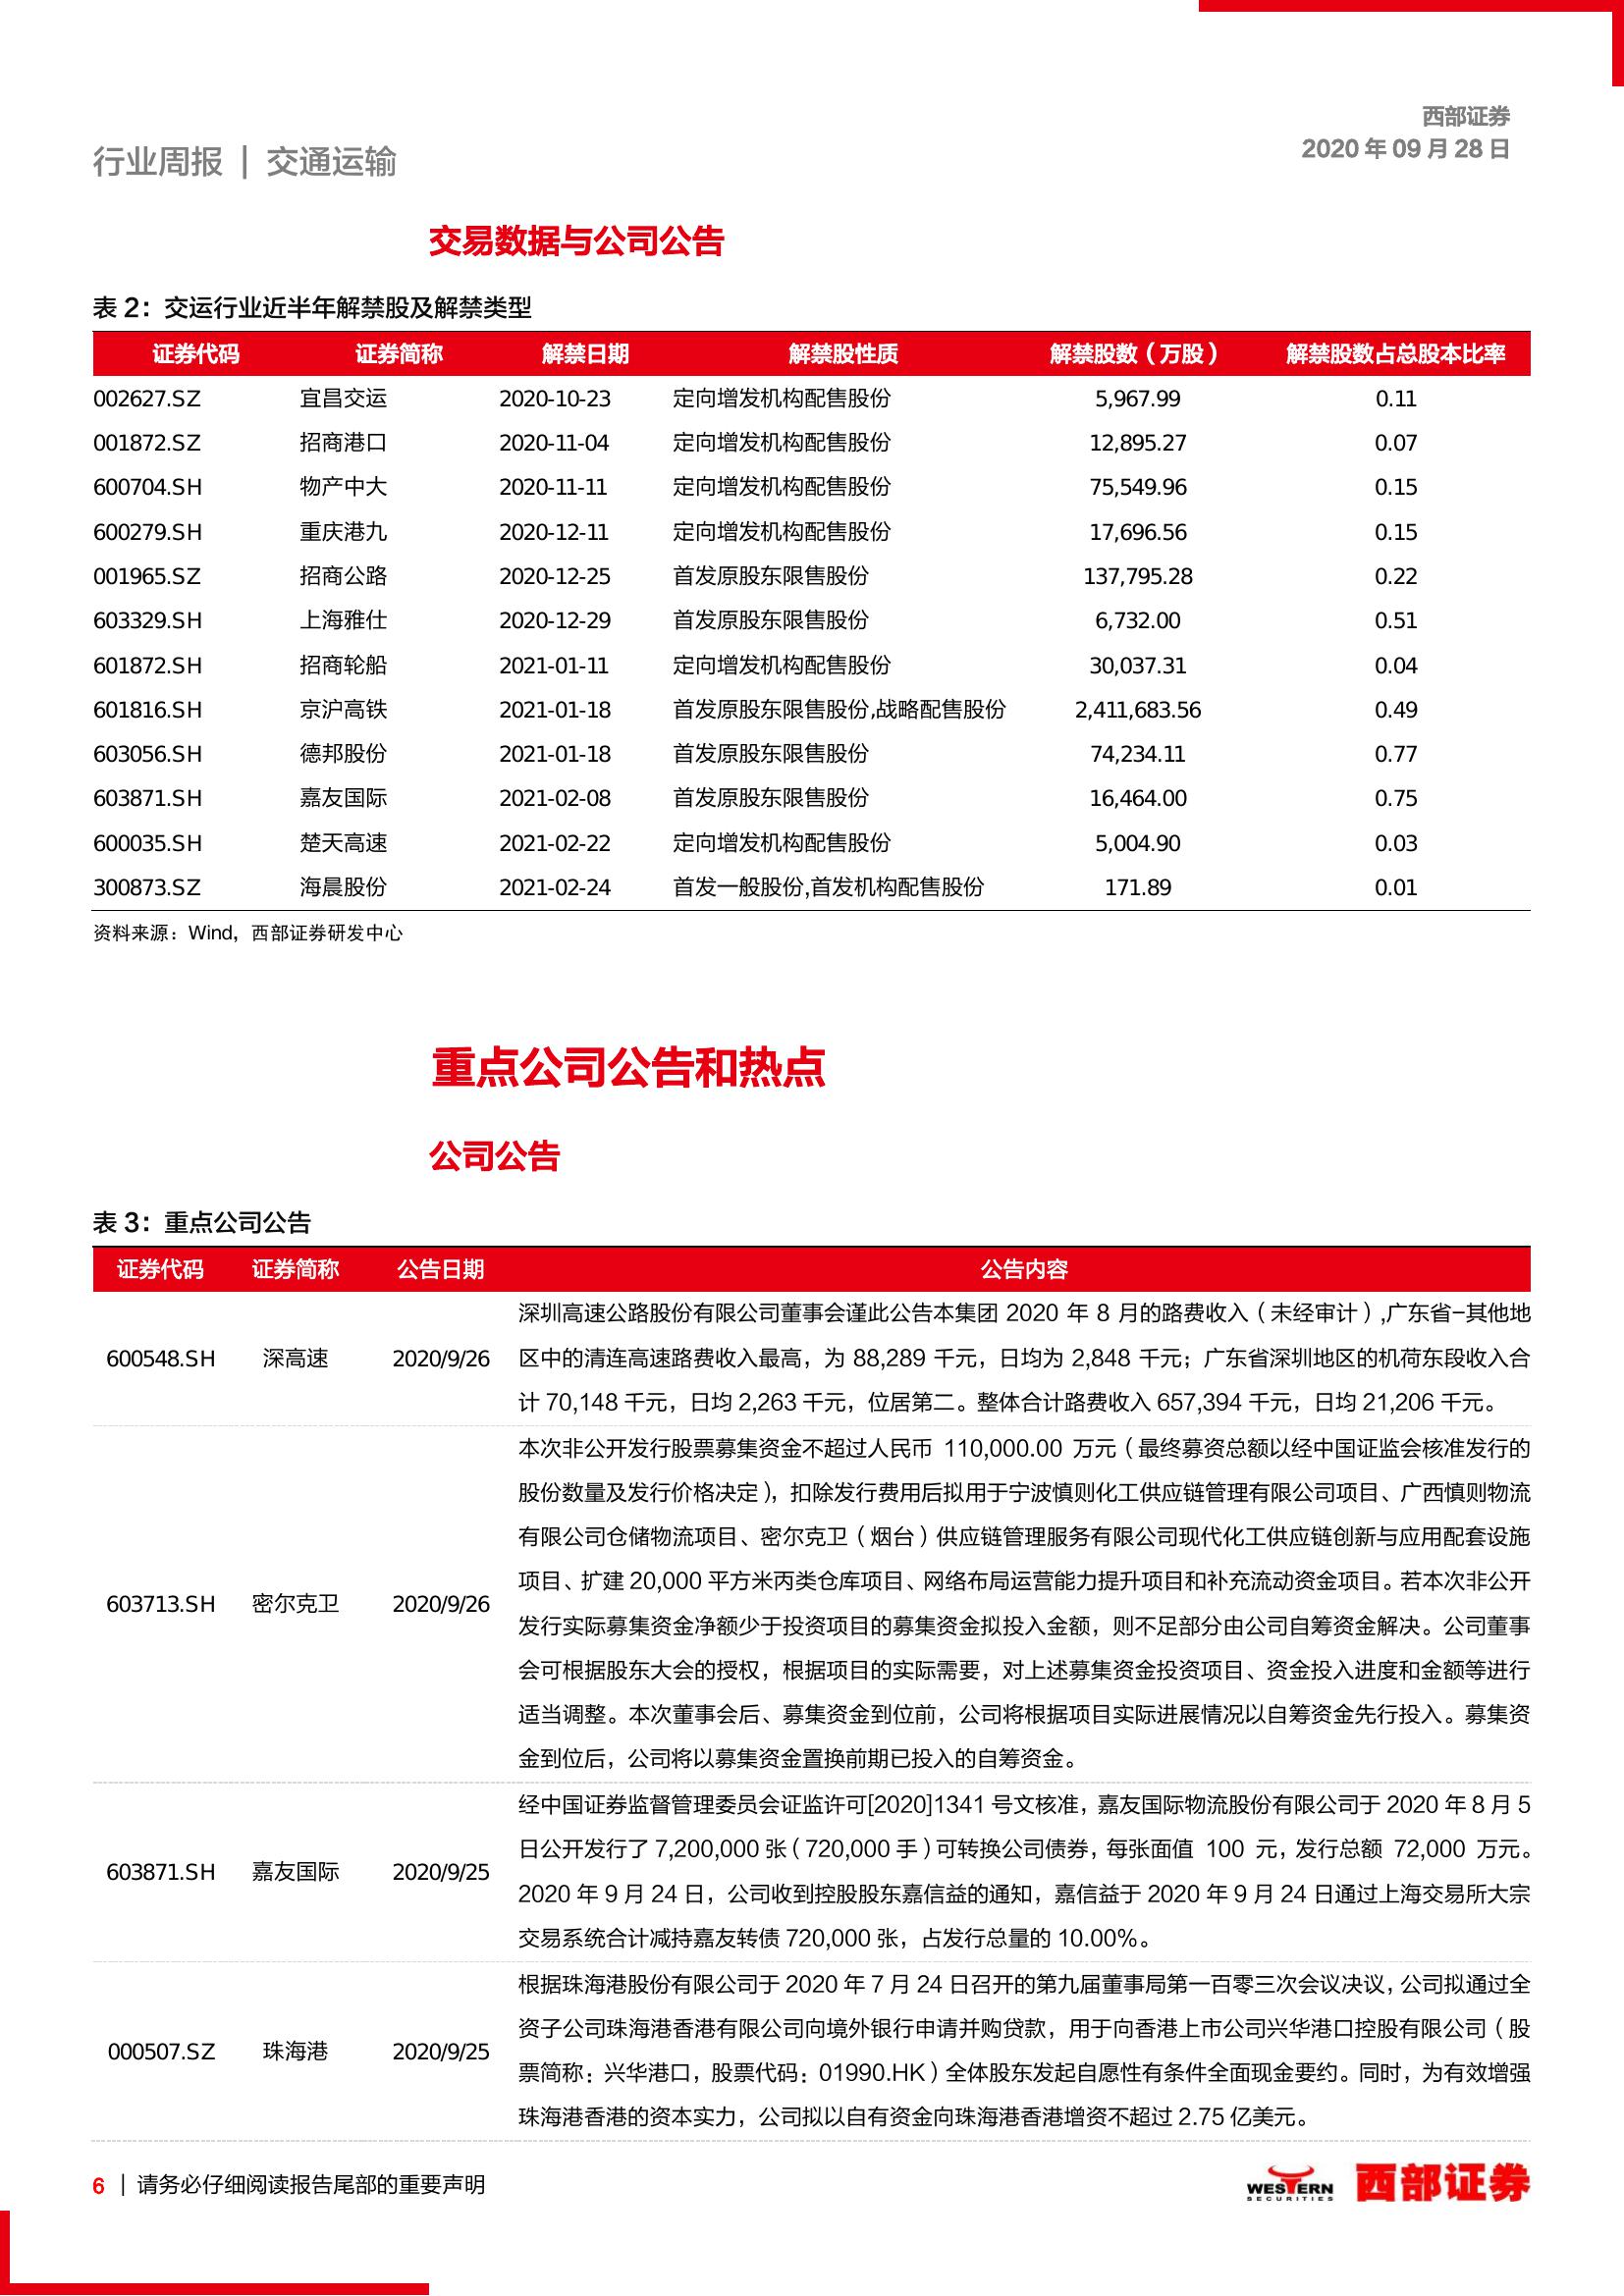 西部证券
2020 年 09 月 28 日
行业周报 | 交通运输
交易数据与公司公告
表 2：交运行业近半年解禁股及解禁类型
证券代码 证券简称 解禁日期 解禁股性质 解禁股数（万股） 解禁股数占总股本比率
002627.SZ 宜昌交运 2020-10-23 定向增发机构配售股份 5,967.99 0.11
001872.SZ 招商港口 2020-11-04 定向增发机构配售股份 12,895.27 0.07
600704.SH 物产中大 2020-11-11 定向增发机构配售股份 75,549.96 0.15
600279.SH 重庆港九 2020-12-11 定向增发机构配售股份 17,696.56 0.15
001965.SZ 招商公路 2020-12-25 首发原股东限售股份 137,795.28 0.22
603329.SH 上海雅仕 2020-12-29 首发原股东限售股份 6,732.00 0.51
601872.SH 招商轮船 2021-01-11 定向增发机构配售股份 30,037.31 0.04
601816.SH 京沪高铁 2021-01-18 首发原股东限售股份,战略配售股份 2,411,683.56 0.49
603056.SH 德邦股份 2021-01-18 首发原股东限售股份 74,234.11 0.77
603871.SH 嘉友国际 2021-02-08 首发原股东限售股份 16,464.00 0.75
600035.SH 楚天高速 2021-02-22 定向增发机构配售股份 5,004.90 0.03
300873.SZ 海晨股份 2021-02-24 首发一般股份,首发机构配售股份 171.89 0.01
资料来源：Wind，西部证券研发中心
重点公司公告和热点
公司公告
表 3：重点公司公告
证券代码 证券简称 公告日期 公告内容
600548.SH 深高速 2020/9/26
深圳高速公路股份有限公司董事会谨此公告本集团 2020 年 8 月的路费收入（未经审计）,广东省–其他地
区中的清连高速路费收入最高，为 88,289 千元，日均为 2,848 千元；广东省深圳地区的机荷东段收入合
计 70,148 千元，日均 2,263 千元，位居第二。整体合计路费收入 657,394 千元，日均 21,206 千元。
603713.SH 密尔克卫 2020/9/26
本次非公开发行股票募集资金不超过人民币 110,000.00 万元（最终募资总额以经中国证监会核准发行的
股份数量及发行价格决定），扣除发行费用后拟用于宁波慎则化工供应链管理有限公司项目、广西慎则物流
有限公司仓储物流项目、密尔克卫（烟台）供应链管理服务有限公司现代化工供应链创新与应用配套设施
项目、扩建 20,000 平方米丙类仓库项目、网络布局运营能力提升项目和补充流动资金项目。若本次非公开
发行实际募集资金净额少于投资项目的募集资金拟投入金额，则不足部分由公司自筹资金解决。公司董事
会可根据股东大会的授权，根据项目的实际需要，对上述募集资金投资项目、资金投入进度和金额等进行
适当调整。本次董事会后、募集资金到位前，公司将根据项目实际进展情况以自筹资金先行投入。募集资
金到位后，公司将以募集资金置换前期已投入的自筹资金。
603871.SH 嘉友国际 2020/9/25
经中国证券监督管理委员会证监许可[2020]1341 号文核准，嘉友国际物流股份有限公司于 2020 年 8 月 5
日公开发行了 7,200,000 张（720,000 手）可转换公司债券，每张面值 100 元，发行总额 72,000 万元。
2020 年 9 月 24 日，公司收到控股股东嘉信益的通知，嘉信益于 2020 年 9 月 24 日通过上海交易所大宗
交易系统合计减持嘉友转债 720,000 张，占发行总量的 10.00%。
000507.SZ 珠海港 2020/9/25
根据珠海港股份有限公司于 2020 年 7 月 24 日召开的第九届董事局第一百零三次会议决议，公司拟通过全
资子公司珠海港香港有限公司向境外银行申请并购贷款，用于向香港上市公司兴华港口控股有限公司（股
票简称：兴华港口，股票代码：01990.HK）全体股东发起自愿性有条件全面现金要约。同时，为有效增强
珠海港香港的资本实力，公司拟以自有资金向珠海港香港增资不超过 2.75 亿美元。
6 | 请务必仔细阅读报告尾部的重要声明
WESTERN
SECURITIES
西部证券